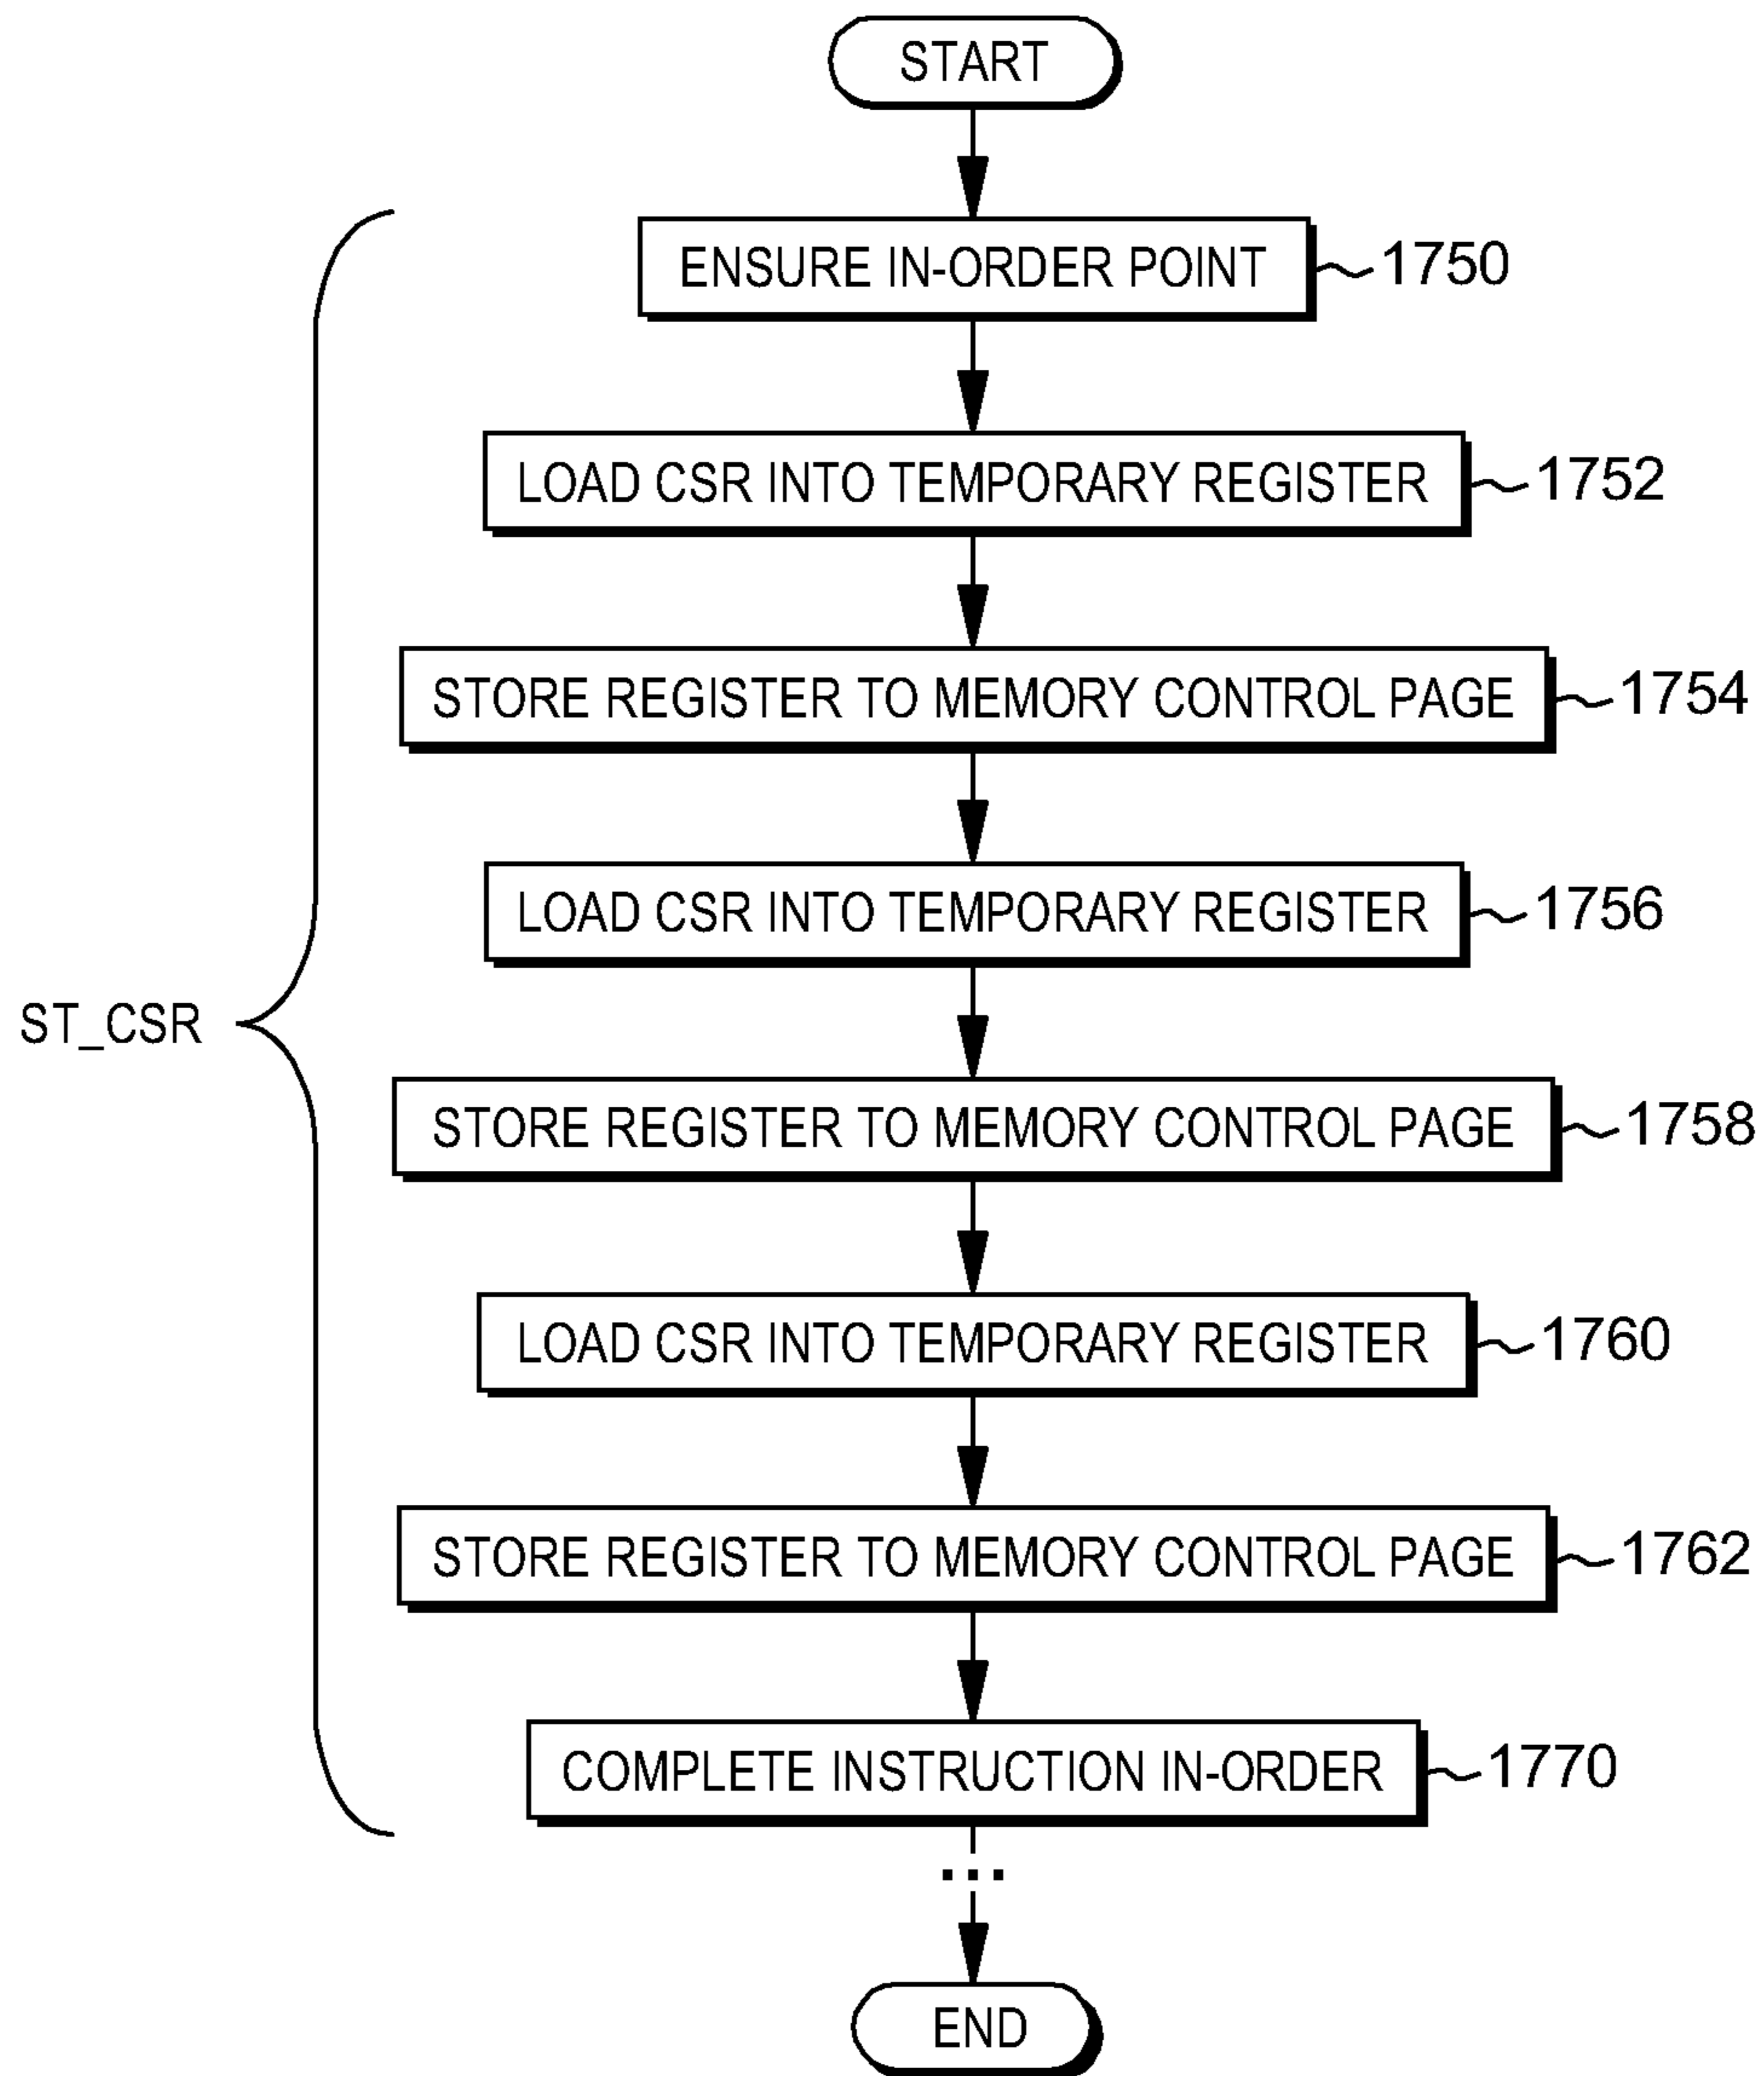 START
ENSURE IN-ORDER POINT 1750
LOAD CSR INTO TEMPORARY REGISTER 1752
STORE REGISTER TO MEMORY CONTROL PAGE 1754
LOAD CSR INTO TEMPORARY REGISTER 1756
ST_CSR
STORE REGISTER TO MEMORY CONTROL PAGE 1758
LOAD CSR INTO TEMPORARY REGISTER 1760
STORE REGISTER TO MEMORY CONTROL PAGE 1762
COMPLETE INSTRUCTION IN-ORDER 1770
...
END